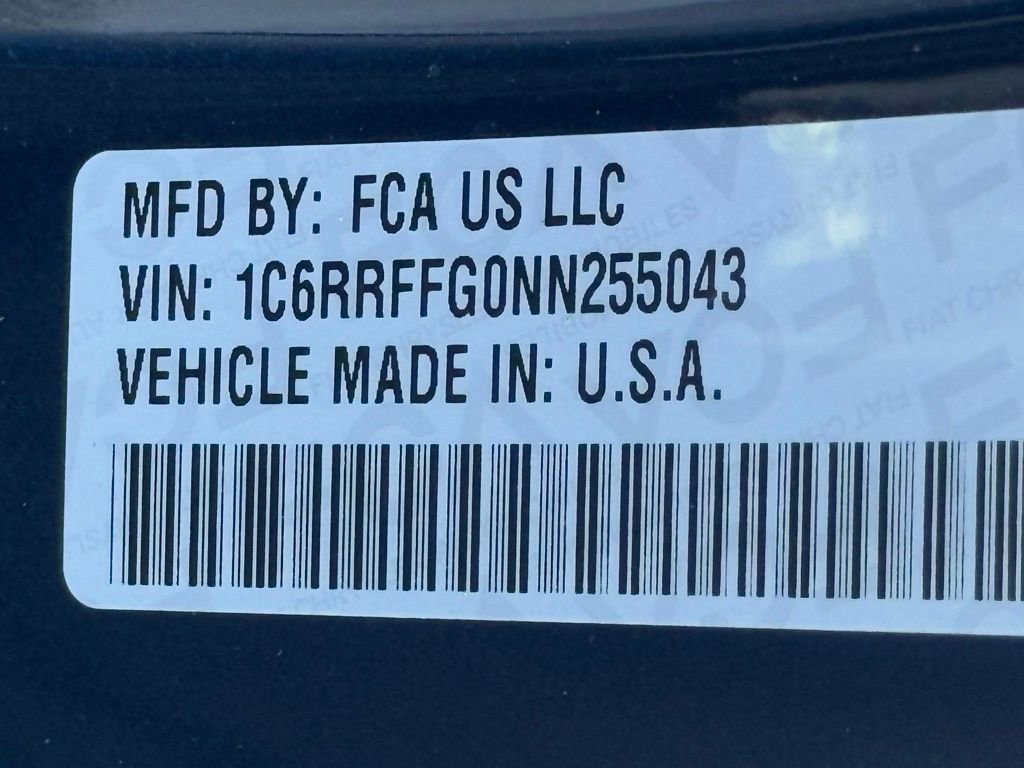 MFD BY: FCA US LLC
VIN: 1C6RRFFG0NN255043
VEHICLE MADE IN: U.S.A.